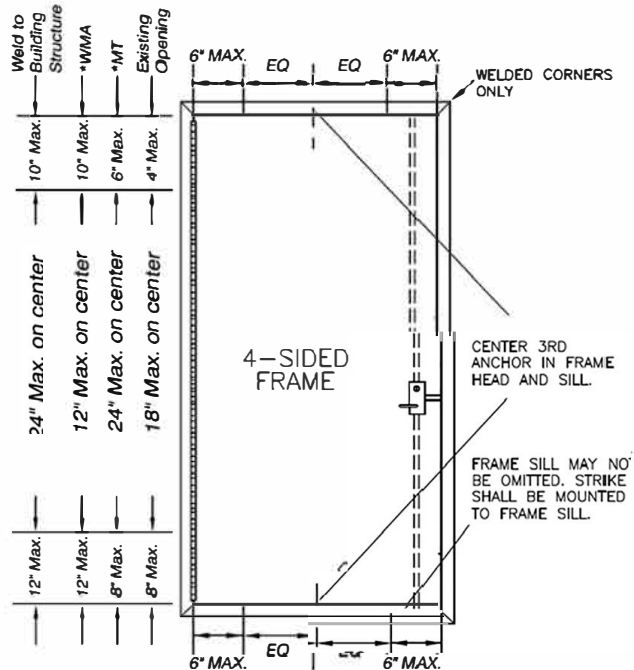 Weld to
Building
Structure
*WMA
*MT
Existing
Opening
6" MAX.
EQ
EQ
6" MAX.
WELDED CORNERS
ONLY
10" Max.
10" Max.
6" Max.
4" Max.
24" Max. on center
12" Max. on center
24" Max. on center
18" Max. on center
4-SIDED
FRAME
CENTER 3RD
ANCHOR IN FRAME
HEAD AND SILL.
FRAME SILL MAY NO
BE OMITTED. STRIKE
SHALL BE MOUNTED
TO FRAME SILL.
12" Max.
12" Max.
8" Max.
8" Max.
6" MAX.
EQ
6" MAX.